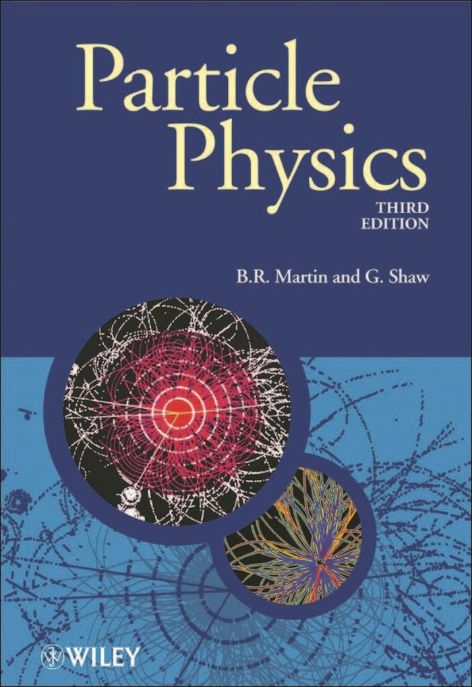 Particle
Physics
THIRD
EDITION
B.R. Martin and G. Shaw
WILEY